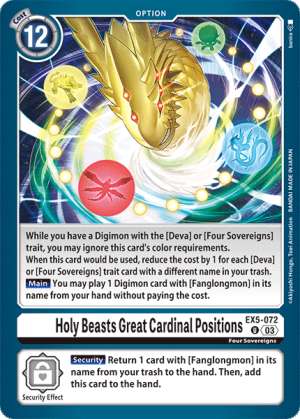 COST
OPTION
12
While you have a Digimon with the [Deva] or [Four Sovereigns]
trait, you may ignore this card's color requirements.
When this card would be used, reduce the cost by 1 for each [Deva]
or [Four Sovereigns] trait card with a different name in your trash.
Main You may play 1 Digimon card with [Fanglongmon] in its
name from your hand without paying the cost.
Holy Beasts Great Cardinal Positions
EX5-072
U 03
Four Sovereigns
Security Return 1 card with [Fanglongmon] in its
name from your trash to the hand. Then, add
this card to the hand.
Security Effect
©Akiyoshi Hongo, Toei Animation BANDAI MADE IN JAPAN